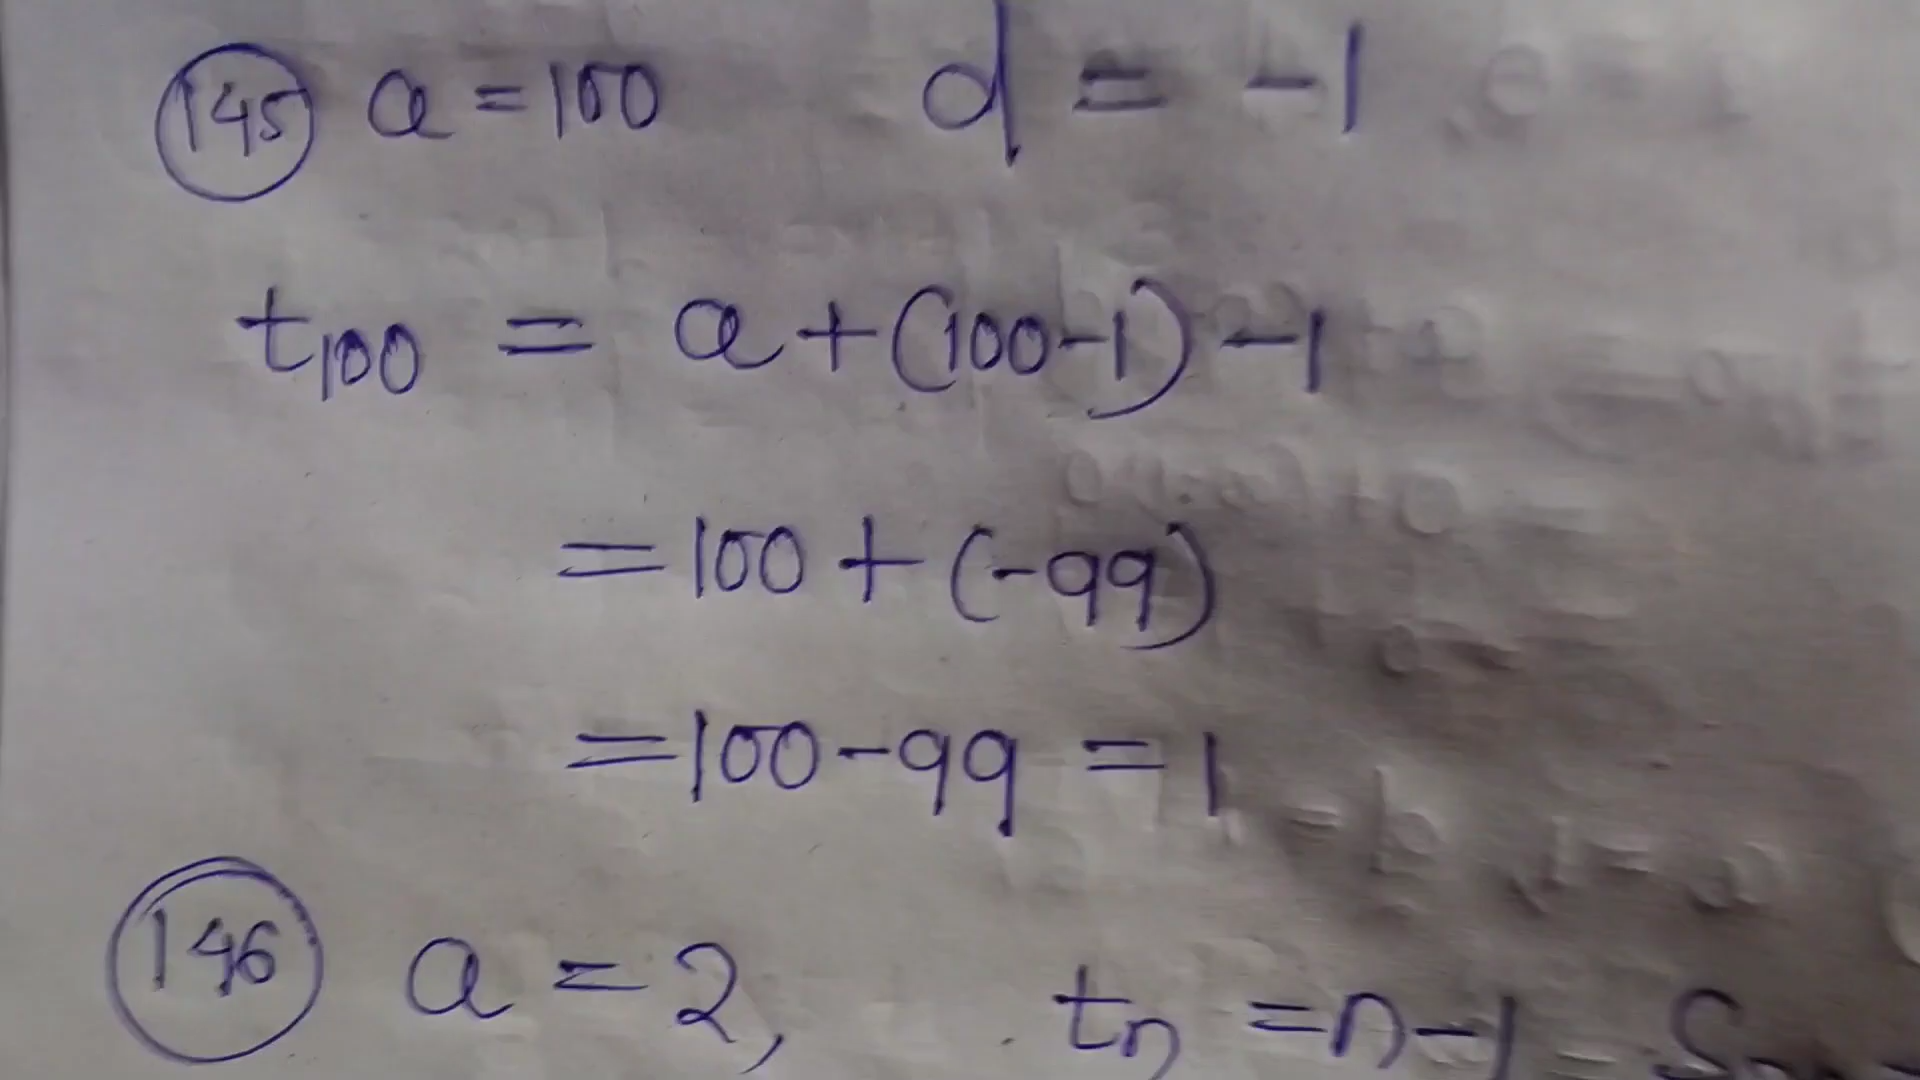 145 a = 100 d = -1
t100 = a + (100-1) -1
= 100 + (-99)
= 100 - 99 = 1
146 a = 2, tn = n-1